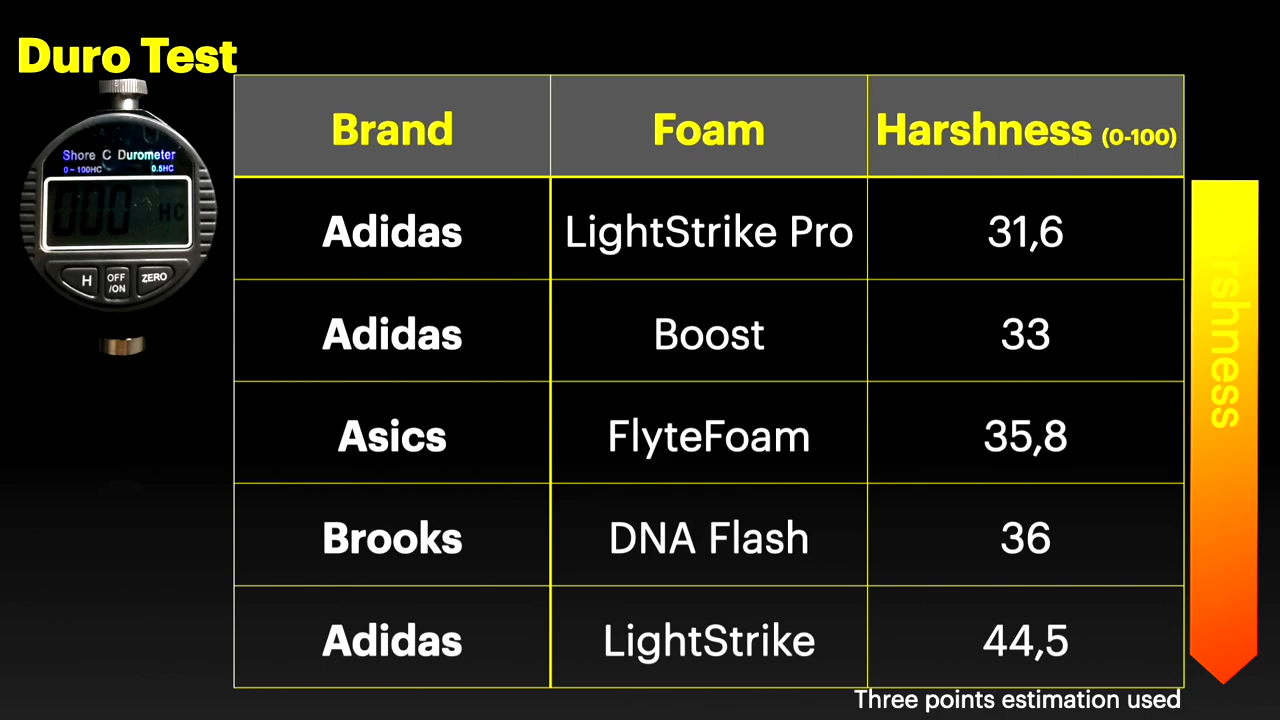 Duro Test
Shore C Durometer
0~100HC 0.5HC
000 HC
H OFF/ON ZERO
Brand Foam Harshness (0-100)
Adidas LightStrike Pro 31,6
Adidas Boost 33
Asics FlyteFoam 35,8
Brooks DNA Flash 36
Adidas LightStrike 44,5
Three points estimation used